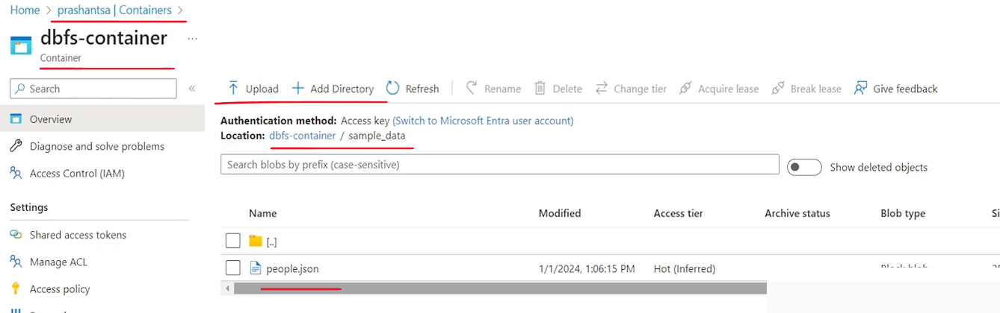 Home > prashantsa | Containers >
dbfs-container ...
Container
Search «
Overview
Diagnose and solve problems
Access Control (IAM)
Settings
Shared access tokens
Manage ACL
Access policy
Upload Add Directory Refresh Rename Delete Change tier Acquire lease Break lease Give feedback
Authentication method: Access key (Switch to Microsoft Entra user account)
Location: dbfs-container / sample_data
Search blobs by prefix (case-sensitive)
Show deleted objects
Name Modified Access tier Archive status Blob type
[..]
people.json 1/1/2024, 1:06:15 PM Hot (Inferred) Block blob